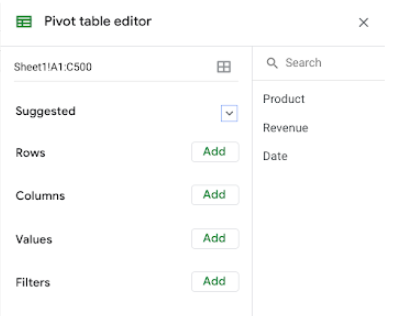 Pivot table editor
Sheet1!A1:C500
Search
Suggested
Product
Revenue
Rows Add
Date
Columns Add
Values Add
Filters Add